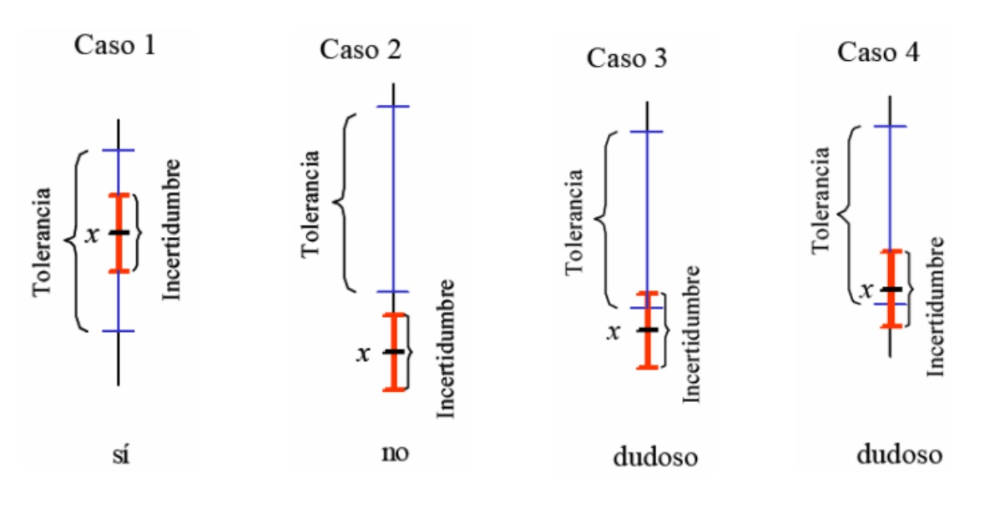 Caso 1
Tolerancia
x
Incertidumbre
sí
Caso 2
Tolerancia
x
Incertidumbre
no
Caso 3
Tolerancia
x
Incertidumbre
dudoso
Caso 4
Tolerancia
x
Incertidumbre
dudoso